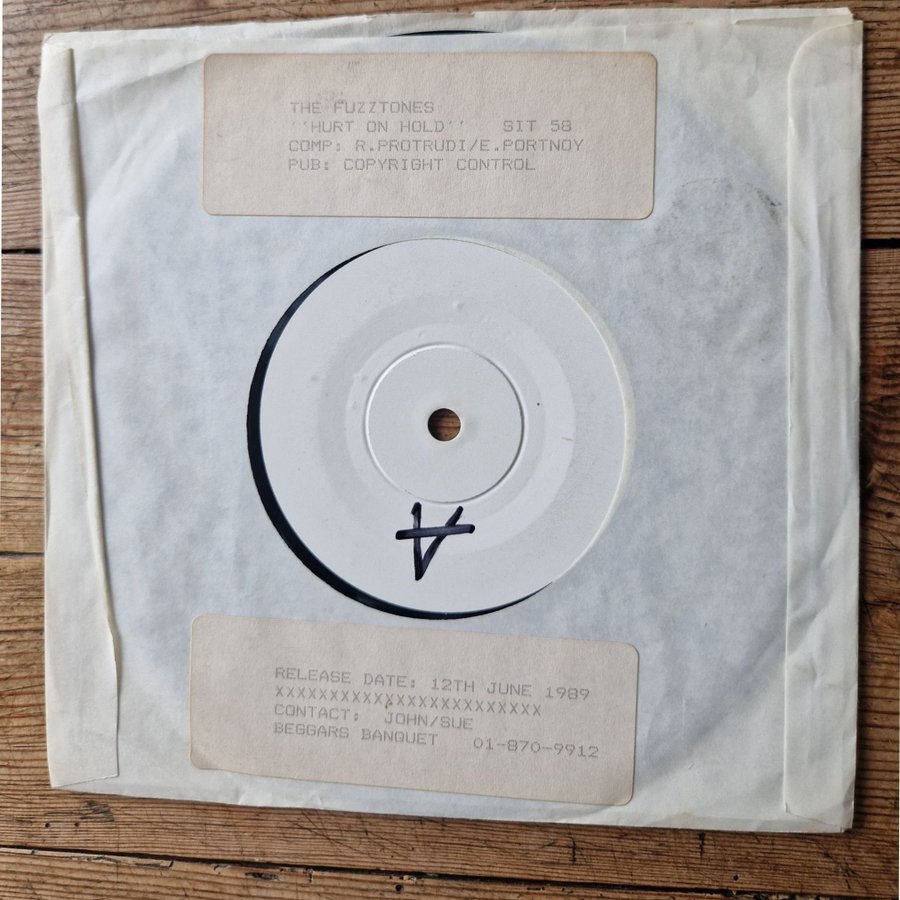 THE FUZZTONES
''HURT ON HOLD'' SIT 58
COMP: R.PROTRUDI/E.PORTNOY
PUB: COPYRIGHT CONTROL
A
RELEASE DATE: 12TH JUNE 1989
XXXXXXXXXXXXXXXXXXXXXXXX
CONTACT; JOHN/SUE
BEGGARS BANQUET 01-870-9912